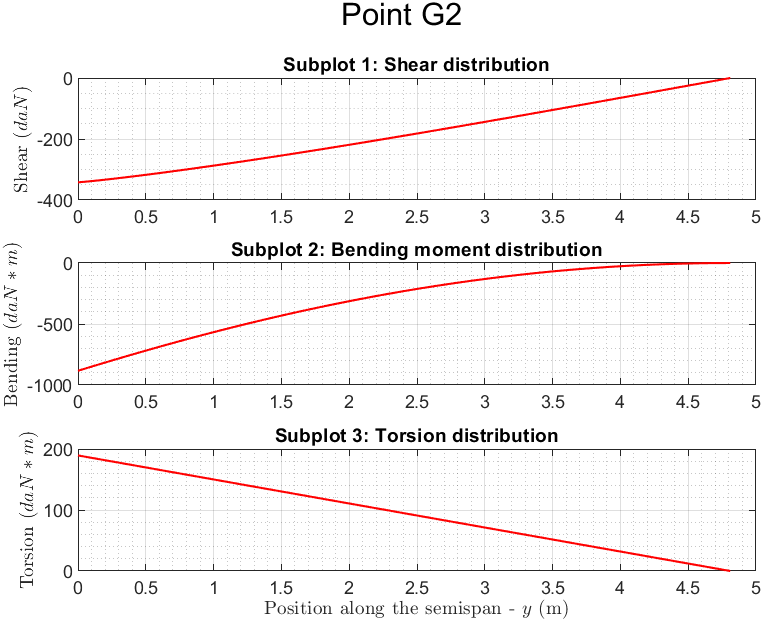 Point G2
Subplot 1: Shear distribution
Shear (daN)
0
-200
-400
0 0.5 1 1.5 2 2.5 3 3.5 4 4.5 5
Subplot 2: Bending moment distribution
Bending (daN * m)
0
-500
-1000
0 0.5 1 1.5 2 2.5 3 3.5 4 4.5 5
Subplot 3: Torsion distribution
Torsion (daN * m)
200
100
0
0 0.5 1 1.5 2 2.5 3 3.5 4 4.5 5
Position along the semispan - y (m)